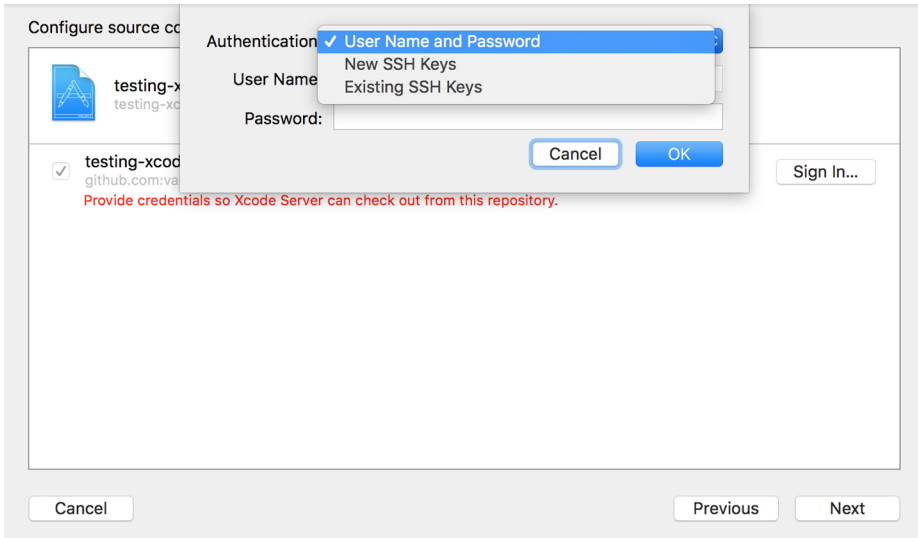 Configure source co
Authentication
User Name and Password
New SSH Keys
Existing SSH Keys
User Name
Password:
Cancel
OK
testing-x
testing-xc
testing-xcod
github.com:va
Provide credentials so Xcode Server can check out from this repository.
Sign In...
Cancel
Previous
Next